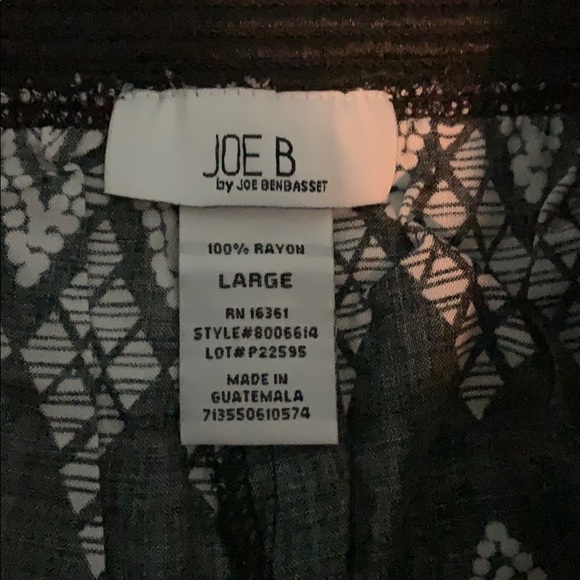 JOE B
by JOE BENBASSET
100% RAYON
LARGE
RN 16361
STYLE#8006614
LOT#P22595
MADE IN
GUATEMALA
713550610574